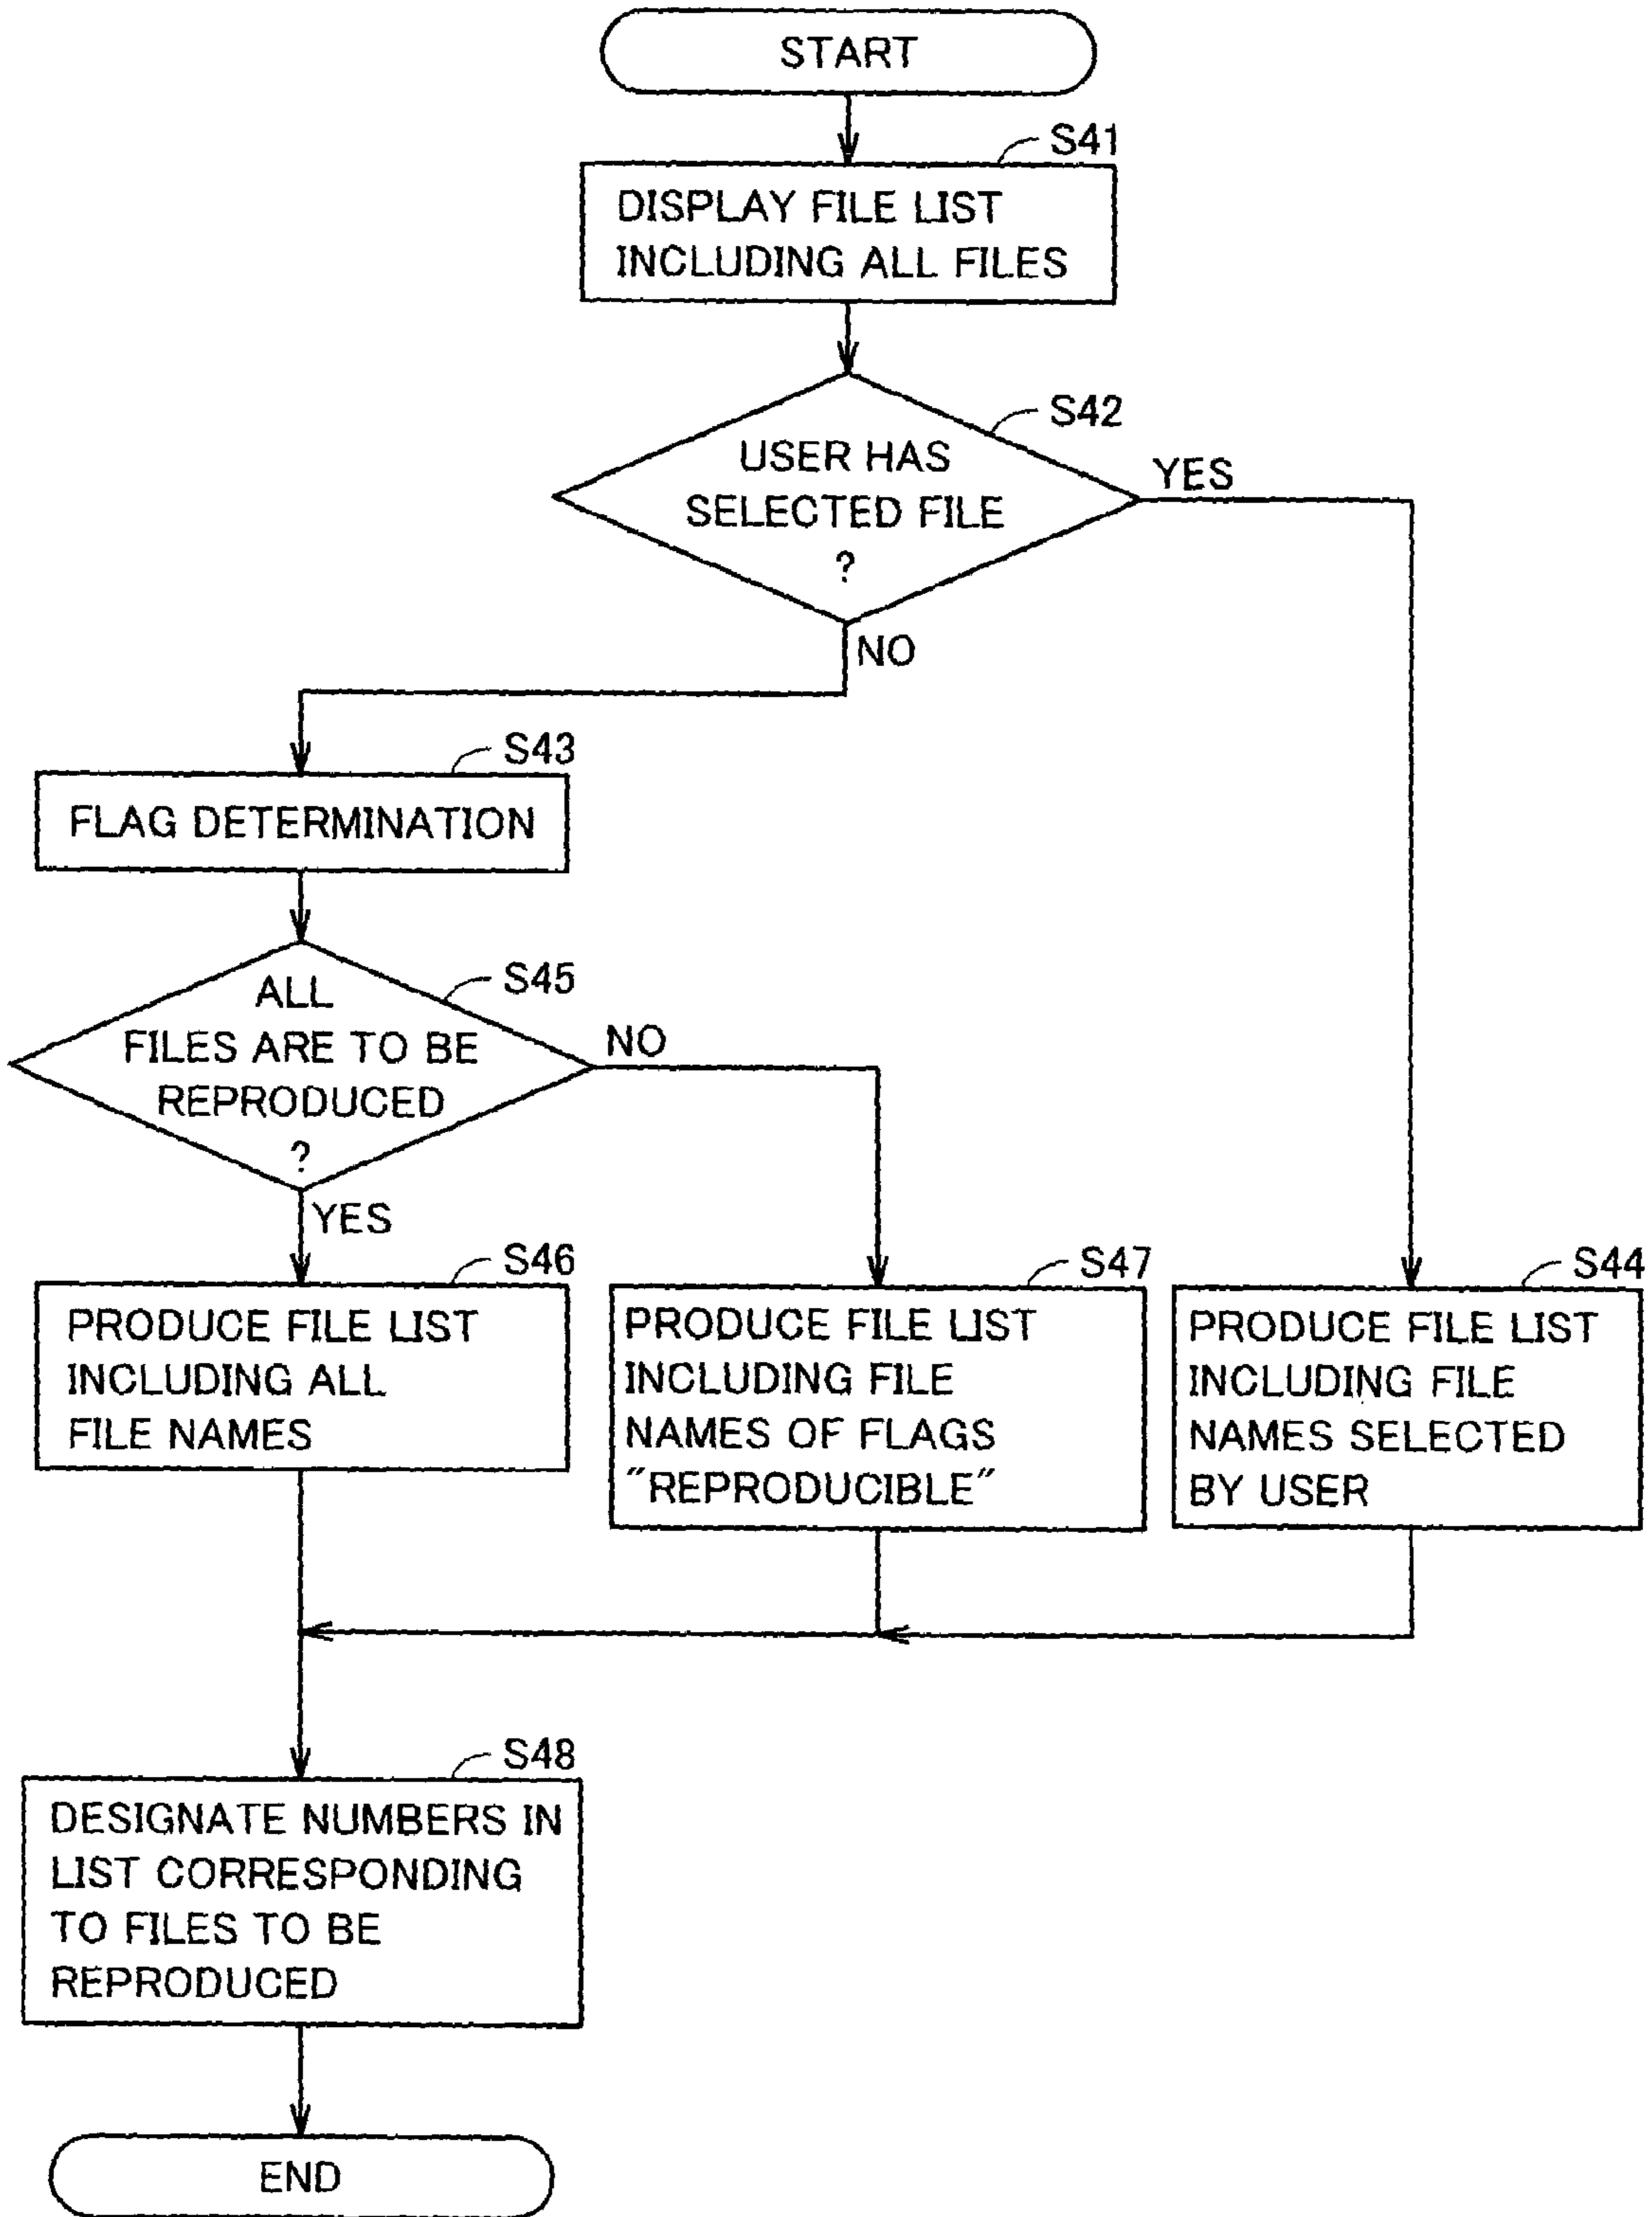 START
S41
DISPLAY FILE LIST
INCLUDING ALL FILES
S42
USER HAS
SELECTED FILE
?
YES
NO
S43
FLAG DETERMINATION
S45
ALL
FILES ARE TO BE
REPRODUCED
?
NO
YES
S46
PRODUCE FILE LIST
INCLUDING ALL
FILE NAMES
S47
PRODUCE FILE LIST
INCLUDING FILE
NAMES OF FLAGS
"REPRODUCIBLE"
S44
PRODUCE FILE LIST
INCLUDING FILE
NAMES SELECTED
BY USER
S48
DESIGNATE NUMBERS IN
LIST CORRESPONDING
TO FILES TO BE
REPRODUCED
END